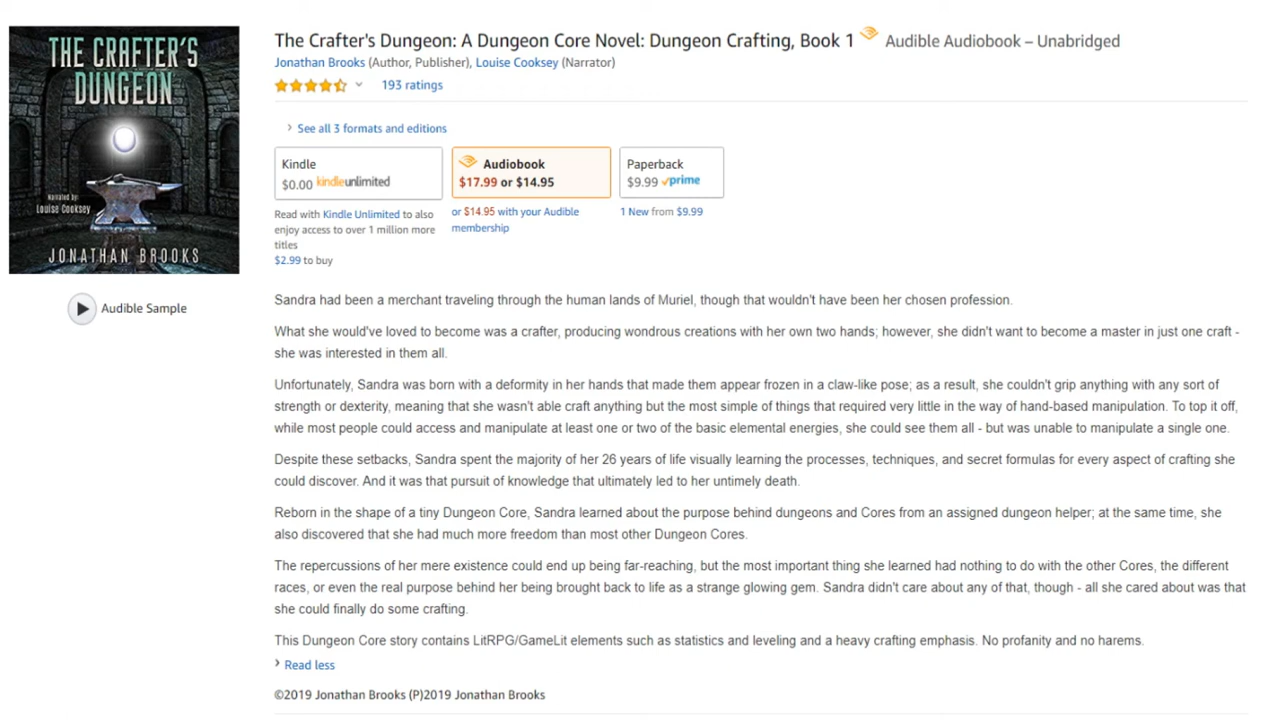 THE CRAFTER'S
DUNGEON
Narrated by:
Louise Cooksey
JONATHAN BROOKS
Audible Sample
The Crafter's Dungeon: A Dungeon Core Novel: Dungeon Crafting, Book 1 Audible Audiobook – Unabridged
Jonathan Brooks (Author, Publisher), Louise Cooksey (Narrator)
193 ratings
See all 3 formats and editions
Kindle
$0.00 kindleunlimited
Read with Kindle Unlimited to also
enjoy access to over 1 million more
titles
$2.99 to buy
Audiobook
$17.99 or $14.95
or $14.95 with your Audible
membership
Paperback
$9.99 prime
1 New from $9.99
Sandra had been a merchant traveling through the human lands of Muriel, though that wouldn't have been her chosen profession.
What she would've loved to become was a crafter, producing wondrous creations with her own two hands; however, she didn't want to become a master in just one craft -
she was interested in them all.
Unfortunately, Sandra was born with a deformity in her hands that made them appear frozen in a claw-like pose; as a result, she couldn't grip anything with any sort of
strength or dexterity, meaning that she wasn't able craft anything but the most simple of things that required very little in the way of hand-based manipulation. To top it off,
while most people could access and manipulate at least one or two of the basic elemental energies, she could see them all - but was unable to manipulate a single one.
Despite these setbacks, Sandra spent the majority of her 26 years of life visually learning the processes, techniques, and secret formulas for every aspect of crafting she
could discover. And it was that pursuit of knowledge that ultimately led to her untimely death.
Reborn in the shape of a tiny Dungeon Core, Sandra learned about the purpose behind dungeons and Cores from an assigned dungeon helper; at the same time, she
also discovered that she had much more freedom than most other Dungeon Cores.
The repercussions of her mere existence could end up being far-reaching, but the most important thing she learned had nothing to do with the other Cores, the different
races, or even the real purpose behind her being brought back to life as a strange glowing gem. Sandra didn't care about any of that, though - all she cared about was that
she could finally do some crafting.
This Dungeon Core story contains LitRPG/GameLit elements such as statistics and leveling and a heavy crafting emphasis. No profanity and no harems.
Read less
©2019 Jonathan Brooks (P)2019 Jonathan Brooks